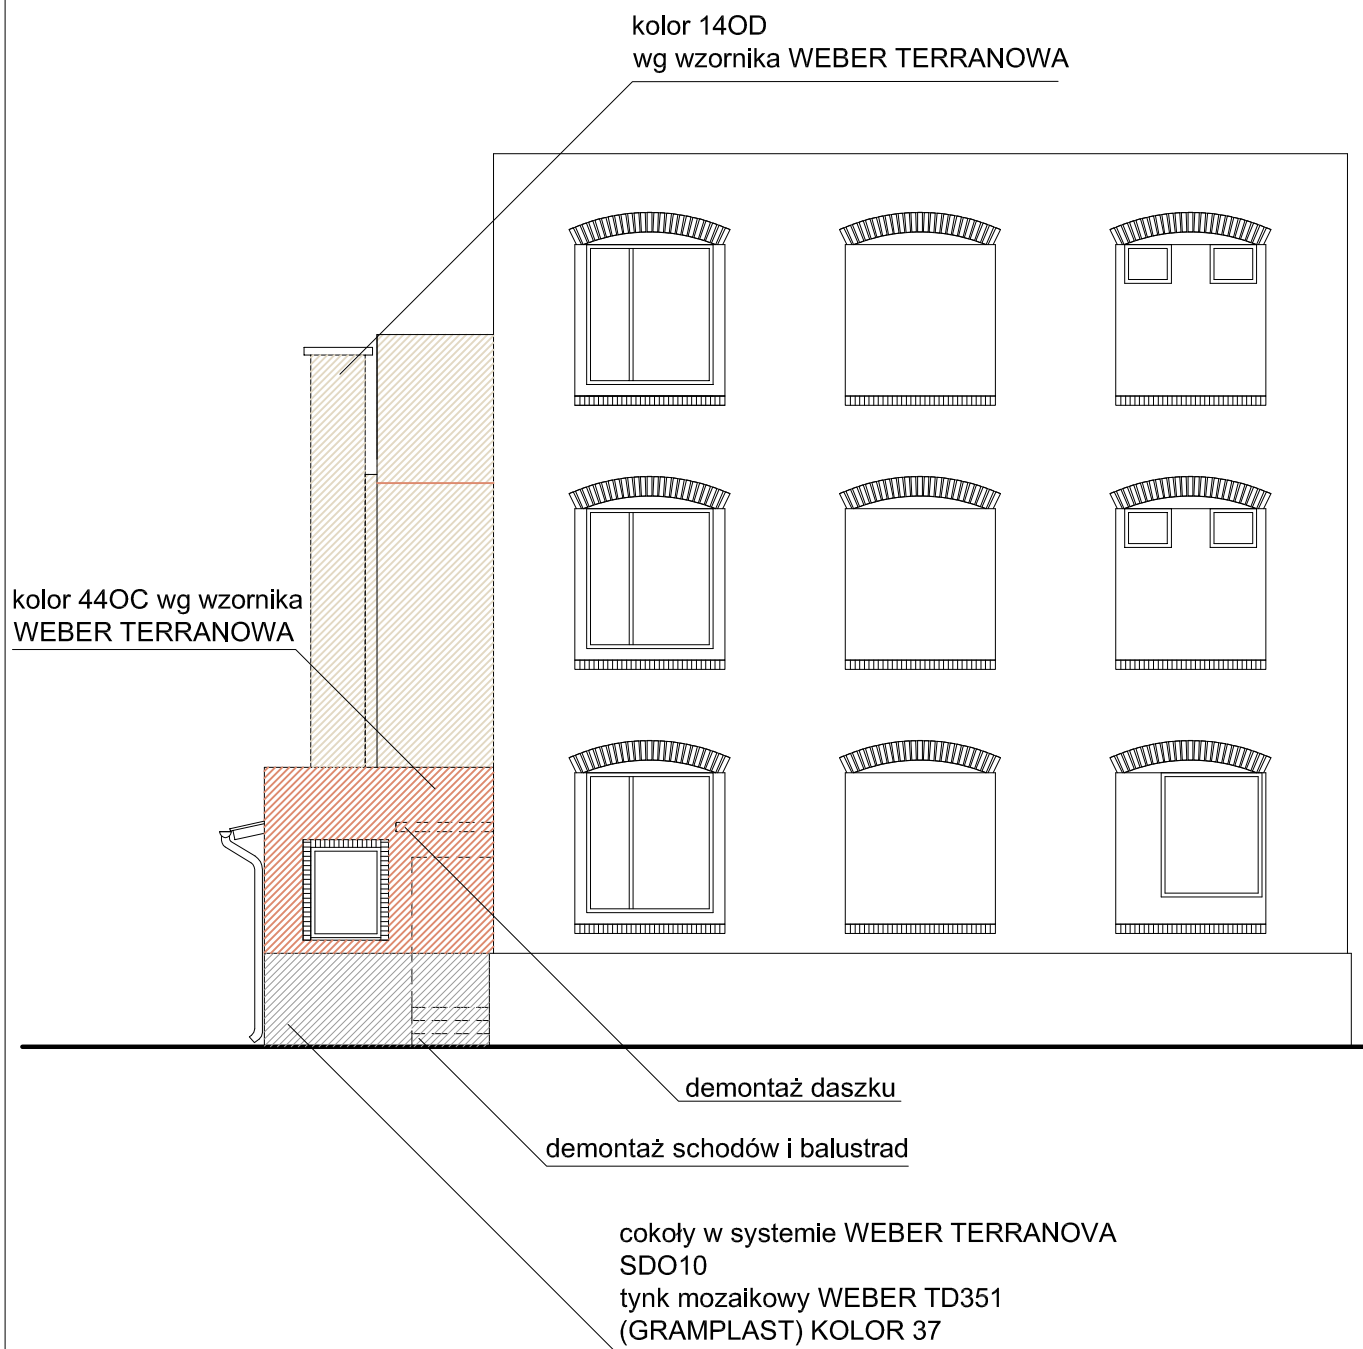 kolor 14OD
wg wzornika WEBER TERRANOWA
kolor 44OC wg wzornika
WEBER TERRANOWA
demontaż daszku
demontaż schodów i balustrad
cokoły w systemie WEBER TERRANOVA
SDO10
tynk mozaikowy WEBER TD351
(GRAMPLAST) KOLOR 37